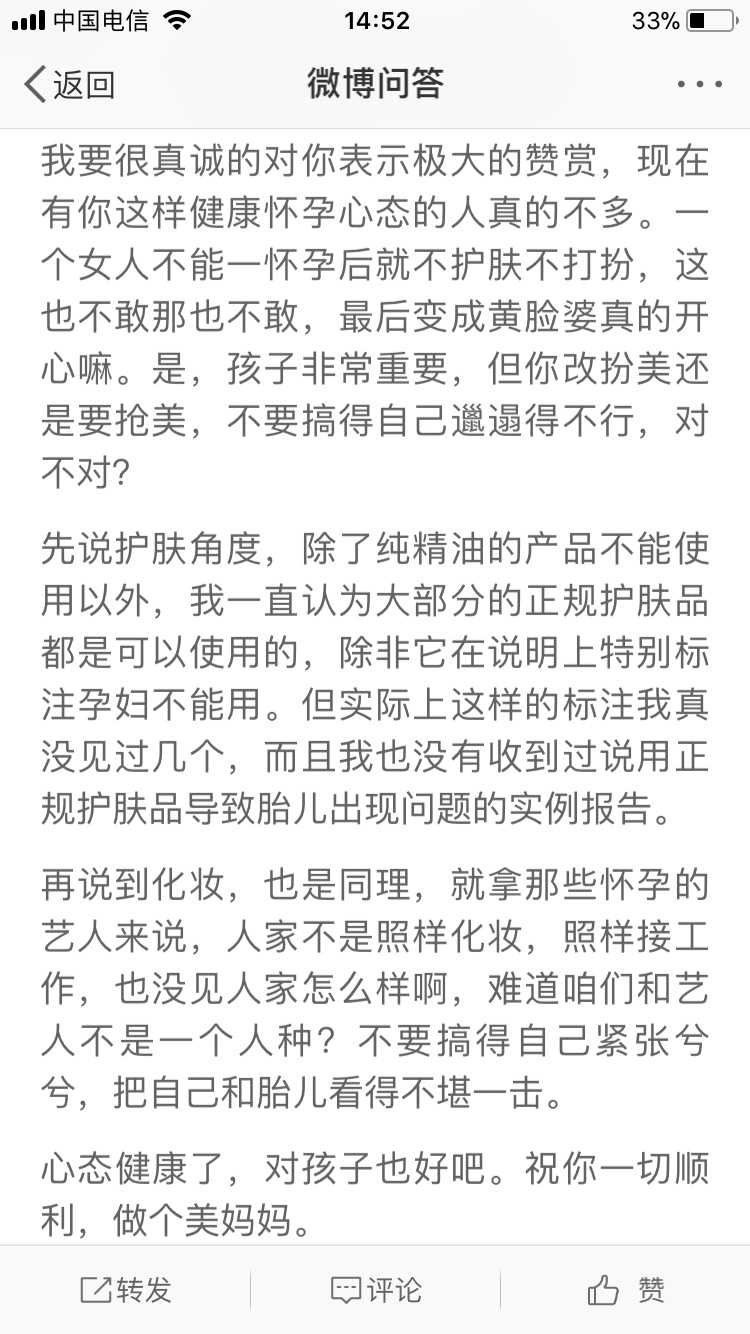 中国电信 14:52 33%
返回 微博问答
我要很真诚的对你表示极大的赞赏，现在
有你这样健康怀孕心态的人真的不多。一
个女人不能一怀孕后就不护肤不打扮，这
也不敢那也不敢，最后变成黄脸婆真的开
心嘛。是，孩子非常重要，但你改扮美还
是要抢美，不要搞得自己邋遢得不行，对
不对？
先说护肤角度，除了纯精油的产品不能使
用以外，我一直认为大部分的正规护肤品
都是可以使用的，除非它在说明上特别标
注孕妇不能用。但实际上这样的标注我真
没见过几个，而且我也没有收到过说用正
规护肤品导致胎儿出现问题的实例报告。
再说到化妆，也是同理，就拿那些怀孕的
艺人来说，人家不是照样化妆，照样接工
作，也没见人家怎么样啊，难道咱们和艺
人不是一个人种？不要搞得自己紧张兮
兮，把自己和胎儿看得不堪一击。
心态健康了，对孩子也好吧。祝你一切顺
利，做个美妈妈。
转发 评论 赞